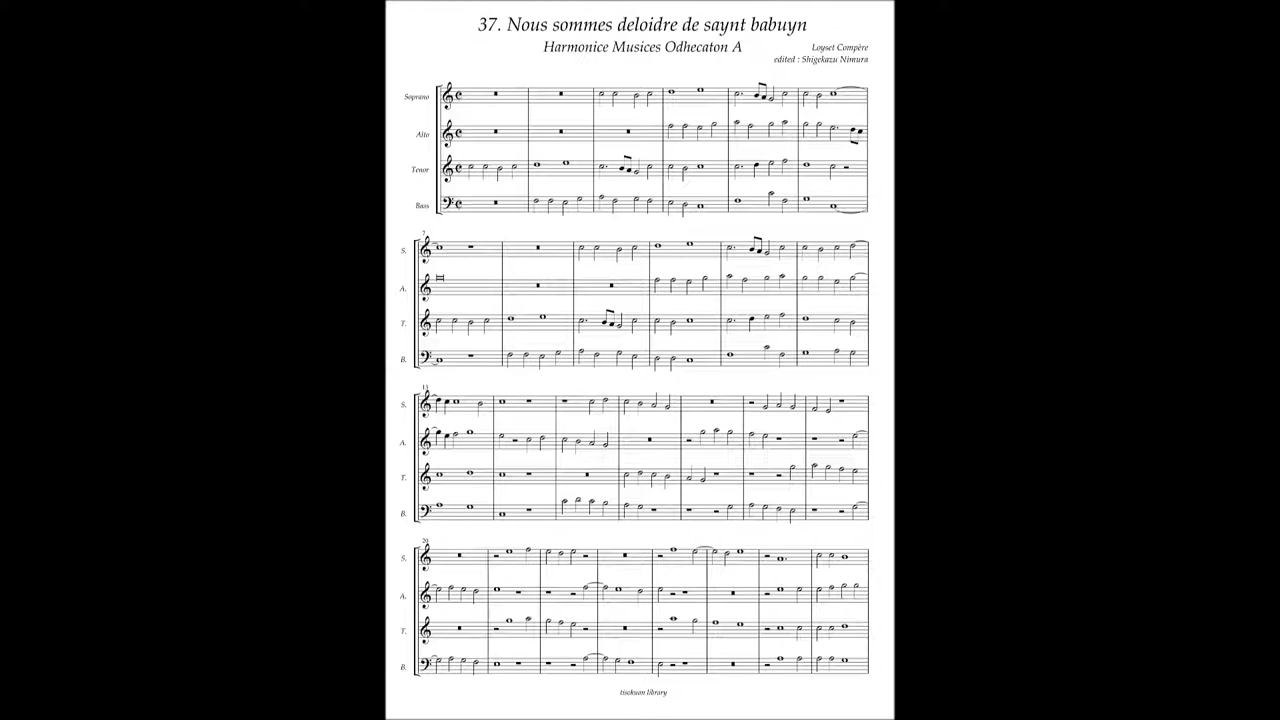 37. Nous sommes deloidre de saynt babuyn
Harmonice Musices Odhecaton A
Loyset Compère
edited : Shigekazu Nimura
Soprano
Alto
Tenor
Bass
7
S.
A.
T.
B.
13
S.
A.
T.
B.
20
S.
A.
T.
B.
tisokuon library